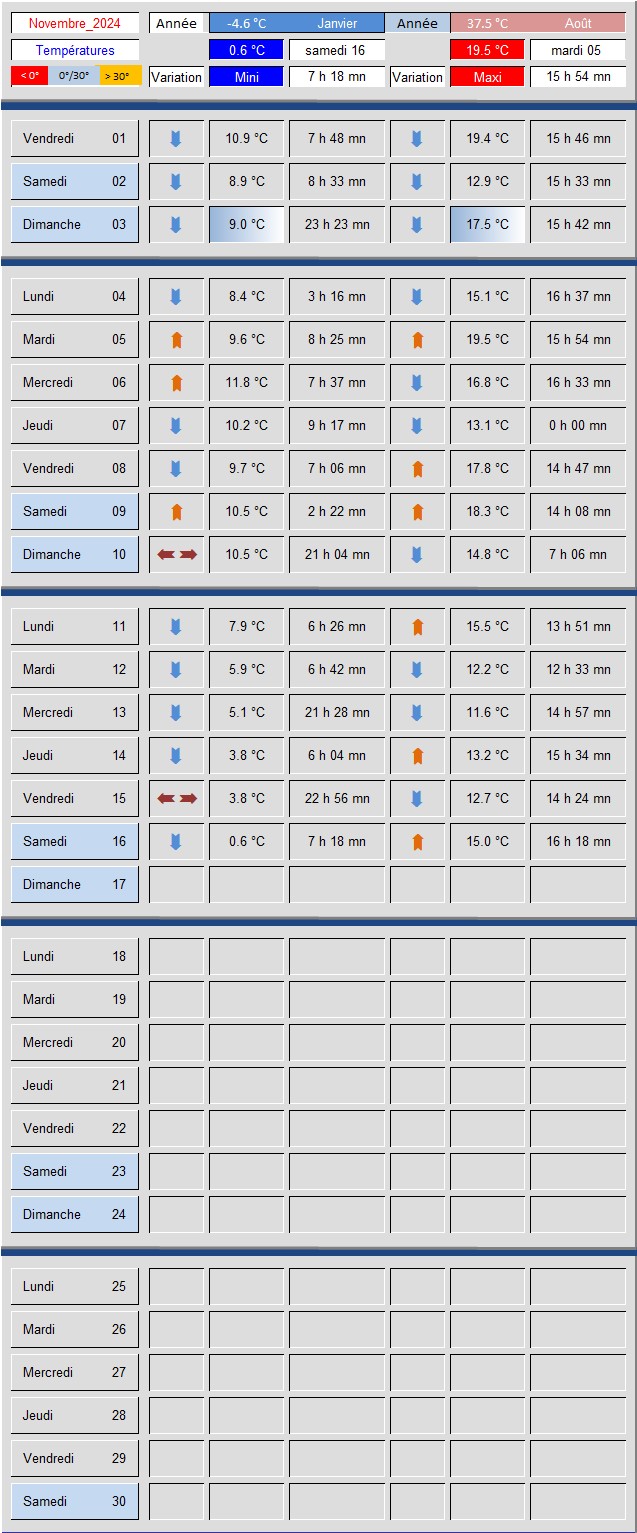 Novembre_2024 Année -4.6 °C Janvier Année 37.5 °C Août
Températures 0.6 °C samedi 16 19.5 °C mardi 05
< 0° 0°/30° > 30° Variation Mini 7 h 18 mn Variation Maxi 15 h 54 mn
Vendredi 01 10.9 °C 7 h 48 mn 19.4 °C 15 h 46 mn
Samedi 02 8.9 °C 8 h 33 mn 12.9 °C 15 h 33 mn
Dimanche 03 9.0 °C 23 h 23 mn 17.5 °C 15 h 42 mn
Lundi 04 8.4 °C 3 h 16 mn 15.1 °C 16 h 37 mn
Mardi 05 9.6 °C 8 h 25 mn 19.5 °C 15 h 54 mn
Mercredi 06 11.8 °C 7 h 37 mn 16.8 °C 16 h 33 mn
Jeudi 07 10.2 °C 9 h 17 mn 13.1 °C 0 h 00 mn
Vendredi 08 9.7 °C 7 h 06 mn 17.8 °C 14 h 47 mn
Samedi 09 10.5 °C 2 h 22 mn 18.3 °C 14 h 08 mn
Dimanche 10 10.5 °C 21 h 04 mn 14.8 °C 7 h 06 mn
Lundi 11 7.9 °C 6 h 26 mn 15.5 °C 13 h 51 mn
Mardi 12 5.9 °C 6 h 42 mn 12.2 °C 12 h 33 mn
Mercredi 13 5.1 °C 21 h 28 mn 11.6 °C 14 h 57 mn
Jeudi 14 3.8 °C 6 h 04 mn 13.2 °C 15 h 34 mn
Vendredi 15 3.8 °C 22 h 56 mn 12.7 °C 14 h 24 mn
Samedi 16 0.6 °C 7 h 18 mn 15.0 °C 16 h 18 mn
Dimanche 17
Lundi 18
Mardi 19
Mercredi 20
Jeudi 21
Vendredi 22
Samedi 23
Dimanche 24
Lundi 25
Mardi 26
Mercredi 27
Jeudi 28
Vendredi 29
Samedi 30